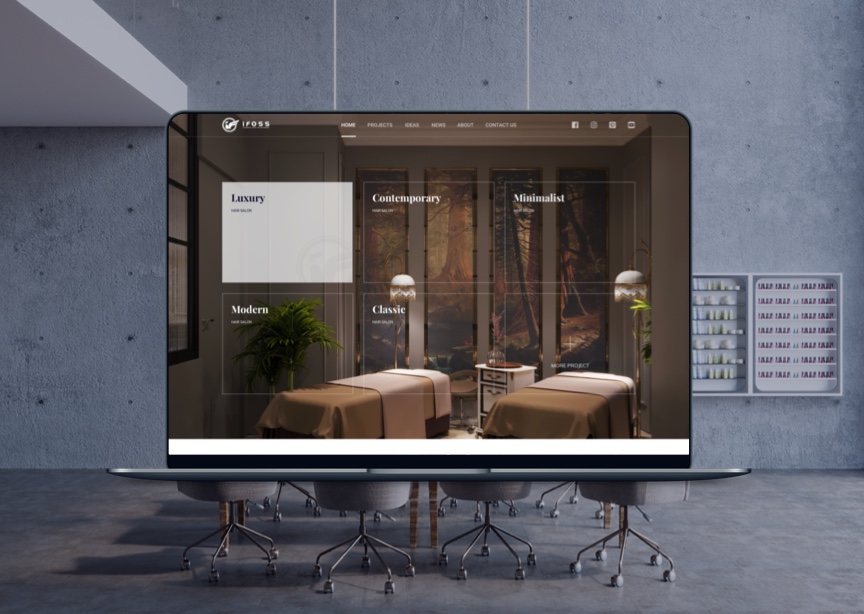 IFOSS
HOME PROJECTS IDEAS NEWS ABOUT CONTACT US
Luxury
HAIR SALON
Contemporary
HAIR SALON
Minimalist
HAIR SALON
Modern
HAIR SALON
Classic
HAIR SALON
MORE PROJECT